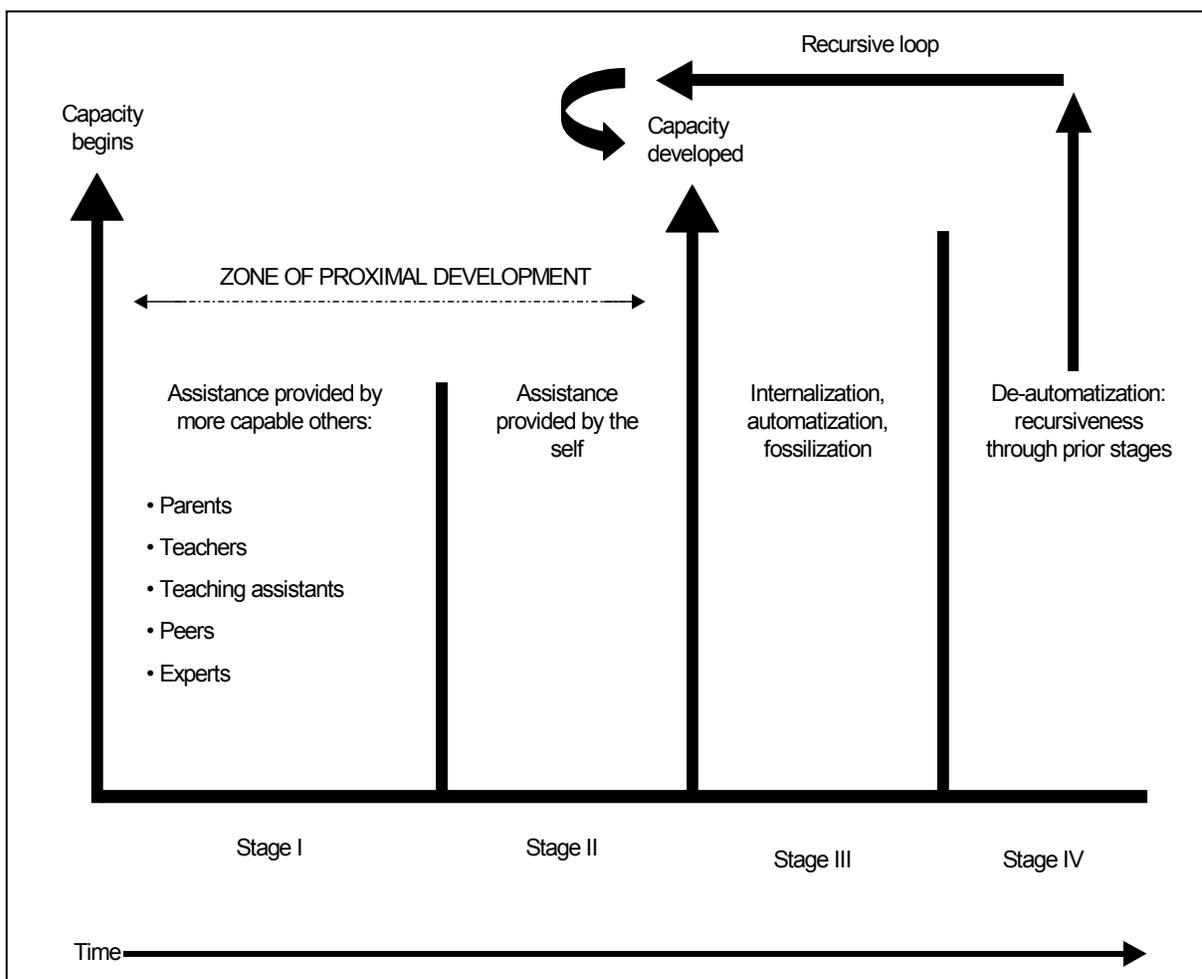 Recursive loop
Capacity
begins
Capacity
developed
ZONE OF PROXIMAL DEVELOPMENT
Assistance provided by
more capable others:
• Parents
• Teachers
• Teaching assistants
• Peers
• Experts
Assistance
provided by the
self
Internalization,
automatization,
fossilization
De-automatization:
recursiveness
through prior stages
Stage I
Stage II
Stage III
Stage IV
Time